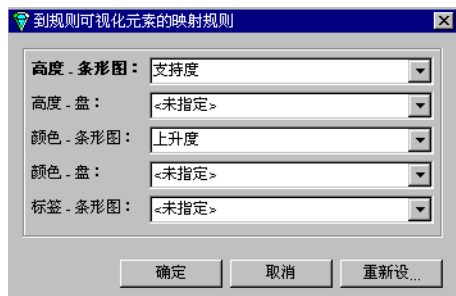 到规则可视化元素的映射规则
高度 - 条形图： 支持度
高度 - 盘： <未指定>
颜色 - 条形图： 上升度
颜色 - 盘： <未指定>
标签 - 条形图： <未指定>
确定 取消 重新设...